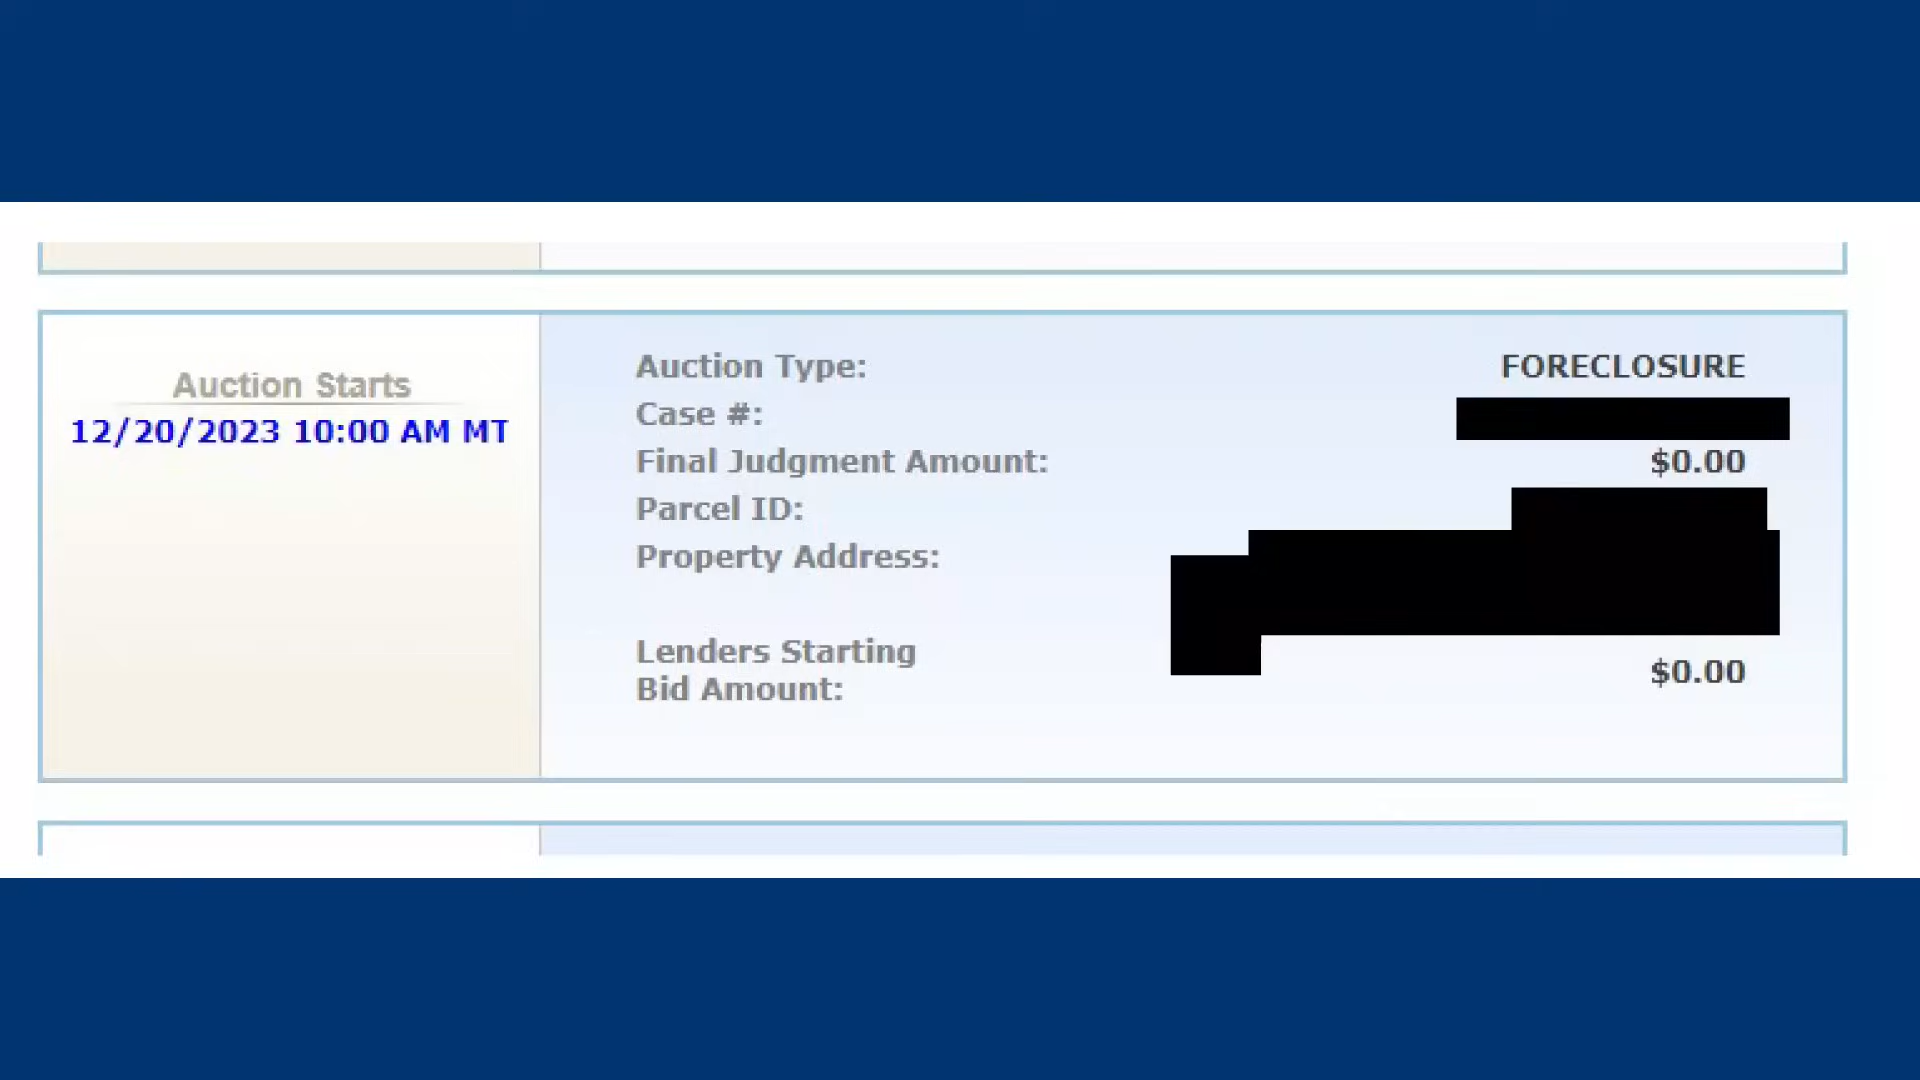 Auction Starts
12/20/2023 10:00 AM MT
Auction Type: FORECLOSURE
Case #:
Final Judgment Amount: $0.00
Parcel ID:
Property Address:
Lenders Starting
Bid Amount: $0.00